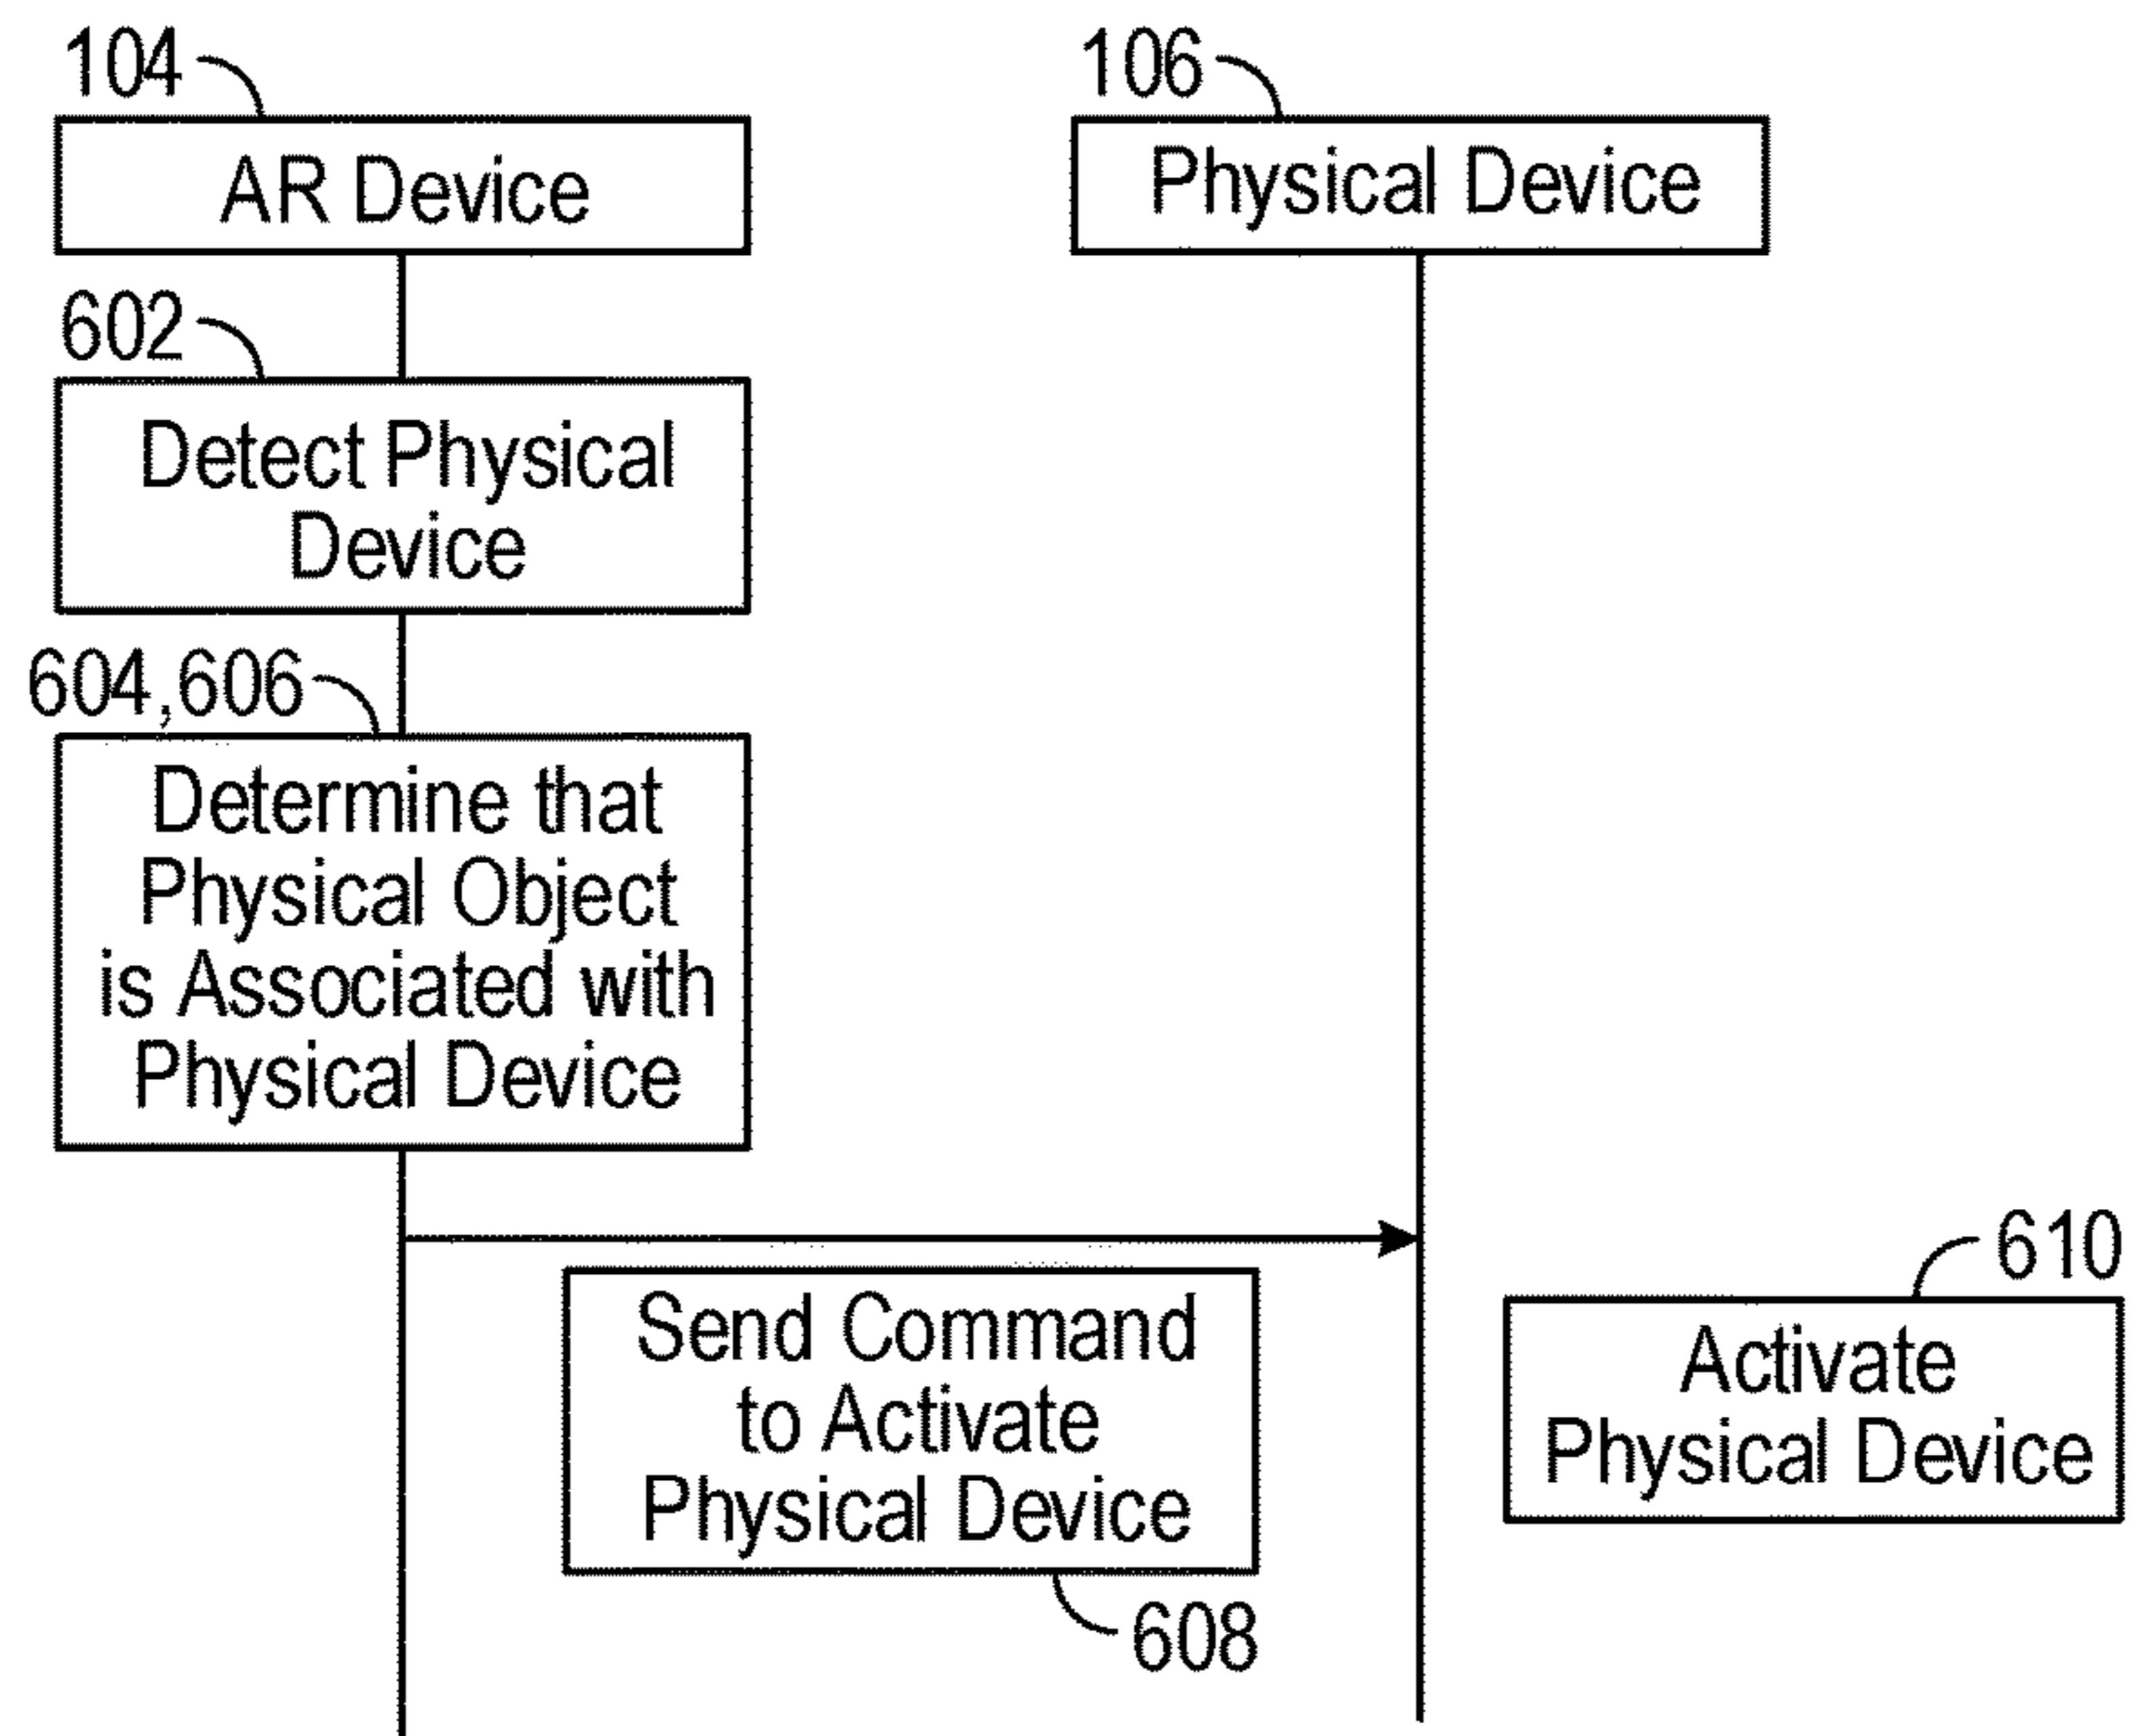 104
AR Device
106
Physical Device
602
Detect Physical
Device
604,606
Determine that
Physical Object
is Associated with
Physical Device
Send Command
to Activate
Physical Device
608
610
Activate
Physical Device